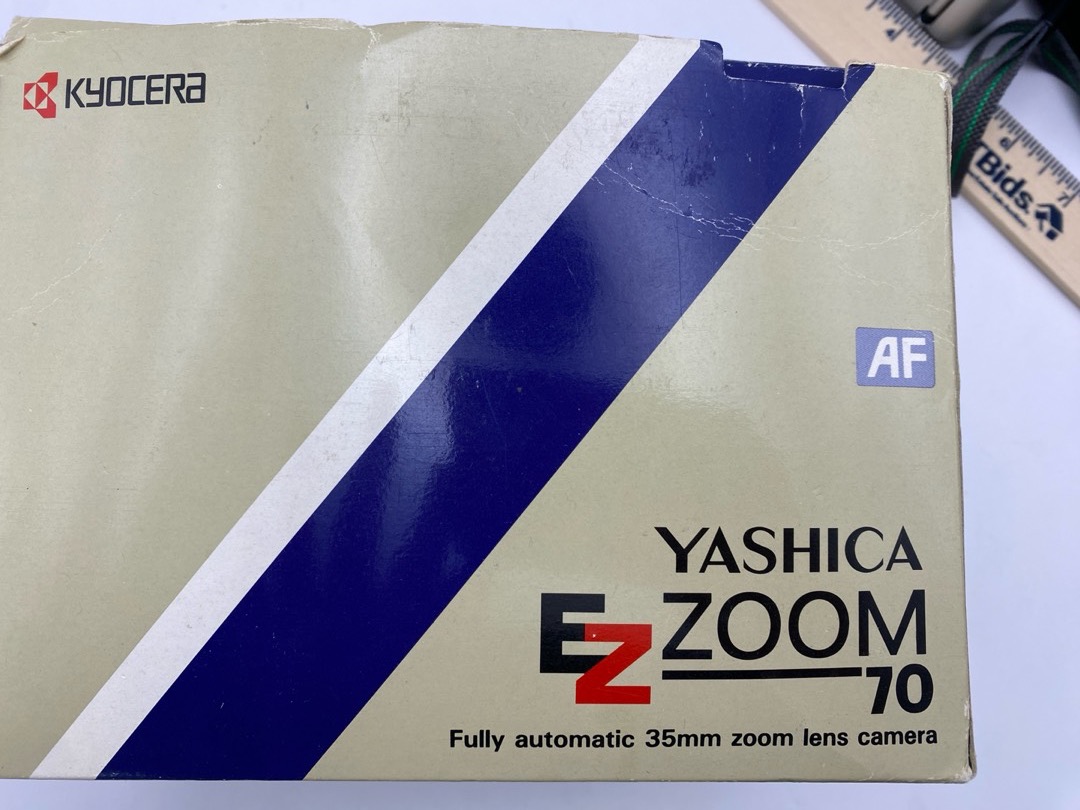 KYOCERA
Bids
AF
YASHICA
EZ ZOOM
70
Fully automatic 35mm zoom lens camera